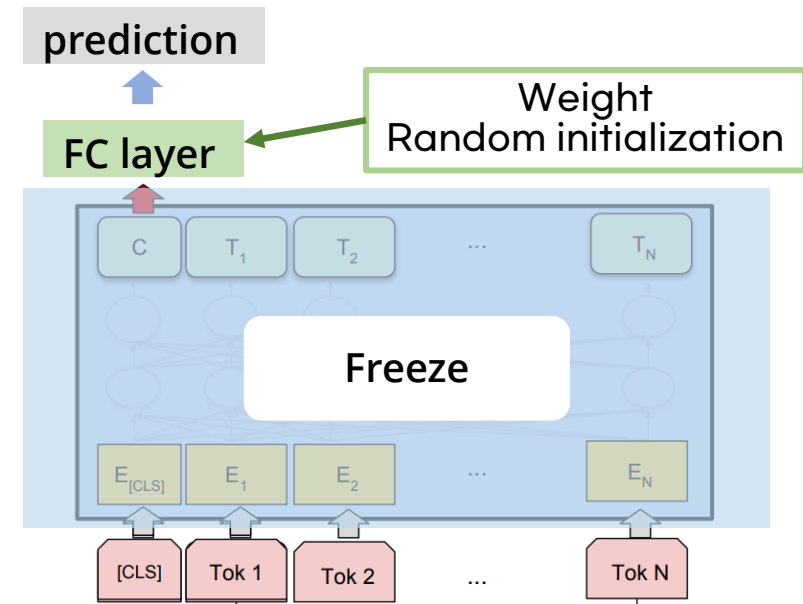 prediction
Weight
Random initialization
FC layer
C T1 T2 ... TN
Freeze
E[CLS] E1 E2 ... EN
[CLS] Tok 1 Tok 2 ... Tok N